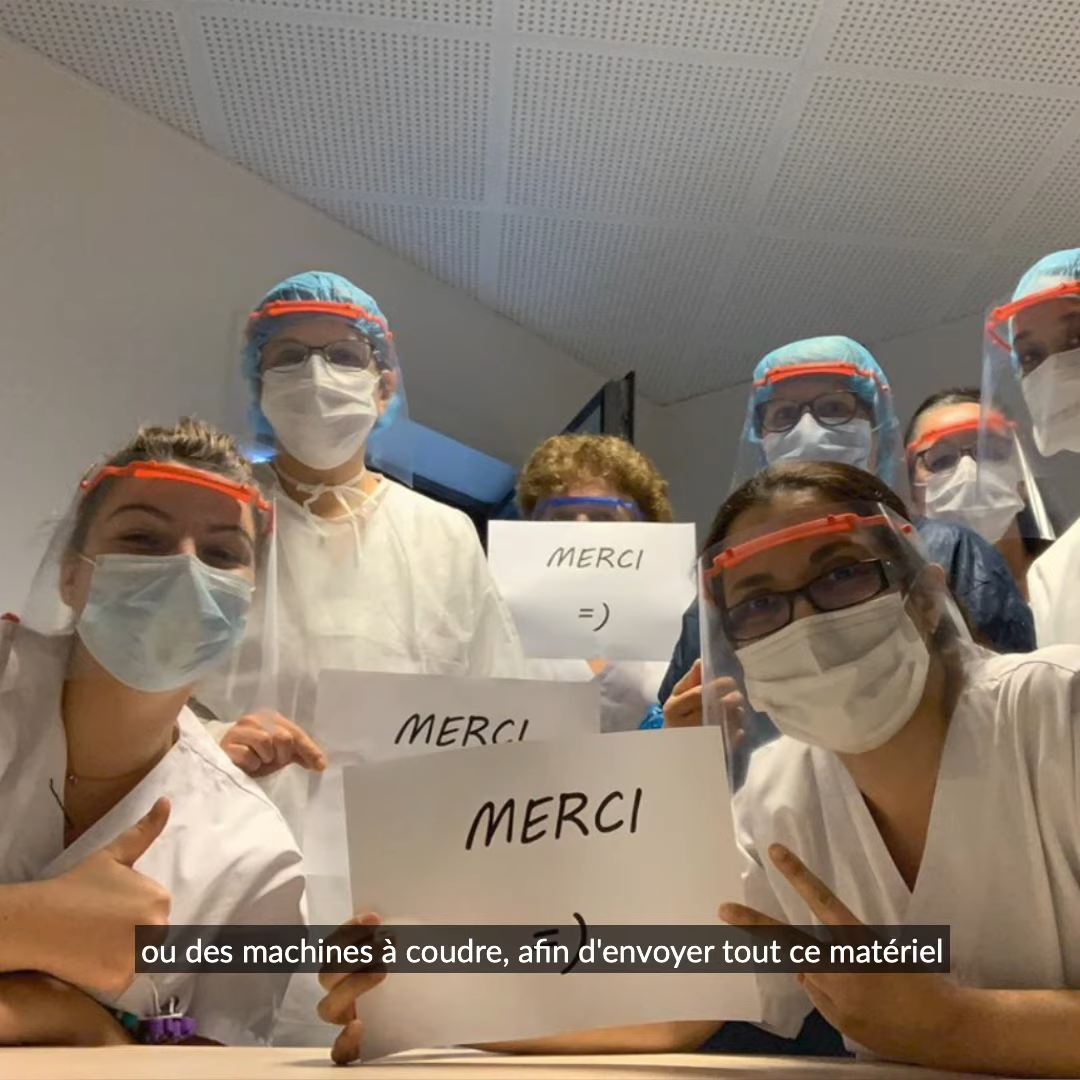 MERCI
=)
MERCI
MERCI
=)
ou des machines à coudre, afin d'envoyer tout ce matériel